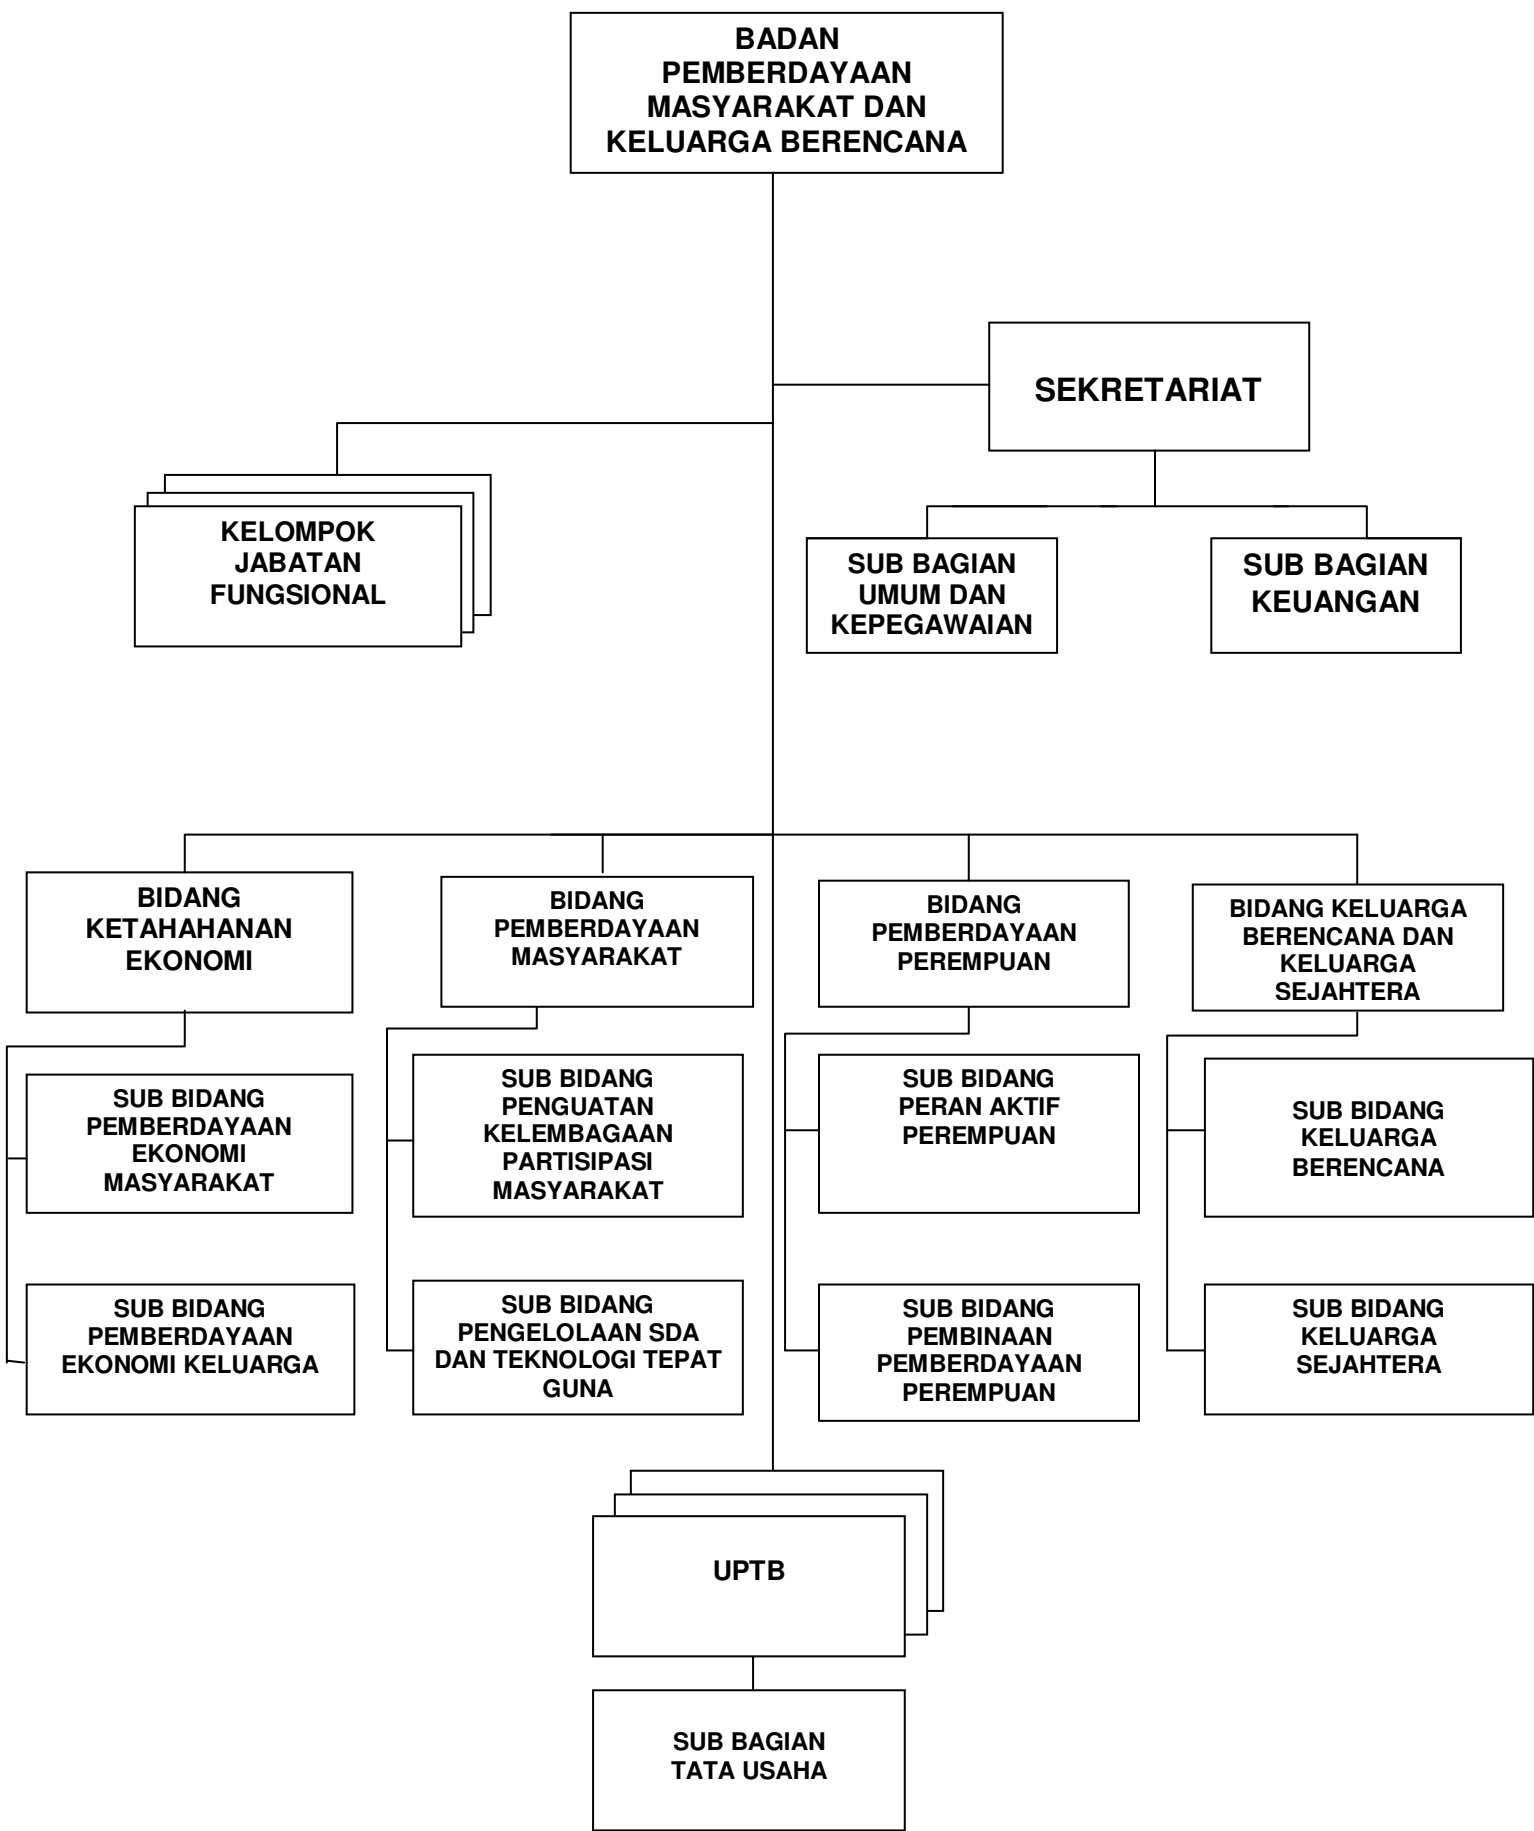 BADAN
PEMBERDAYAAN
MASYARAKAT DAN
KELUARGA BERENCANA
SEKRETARIAT
KELOMPOK
JABATAN
FUNGSIONAL
SUB BAGIAN
UMUM DAN
KEPEGAWAIAN
SUB BAGIAN
KEUANGAN
BIDANG
KETAHAHANAN
EKONOMI
BIDANG
PEMBERDAYAAN
MASYARAKAT
BIDANG
PEMBERDAYAAN
PEREMPUAN
BIDANG KELUARGA
BERENCANA DAN
KELUARGA
SEJAHTERA
SUB BIDANG
PEMBERDAYAAN
EKONOMI
MASYARAKAT
SUB BIDANG
PENGUATAN
KELEMBAGAAN
PARTISIPASI
MASYARAKAT
SUB BIDANG
PERAN AKTIF
PEREMPUAN
SUB BIDANG
KELUARGA
BERENCANA
SUB BIDANG
PEMBERDAYAAN
EKONOMI KELUARGA
SUB BIDANG
PENGELOLAAN SDA
DAN TEKNOLOGI TEPAT
GUNA
SUB BIDANG
PEMBINAAN
PEMBERDAYAAN
PEREMPUAN
SUB BIDANG
KELUARGA
SEJAHTERA
UPTB
SUB BAGIAN
TATA USAHA